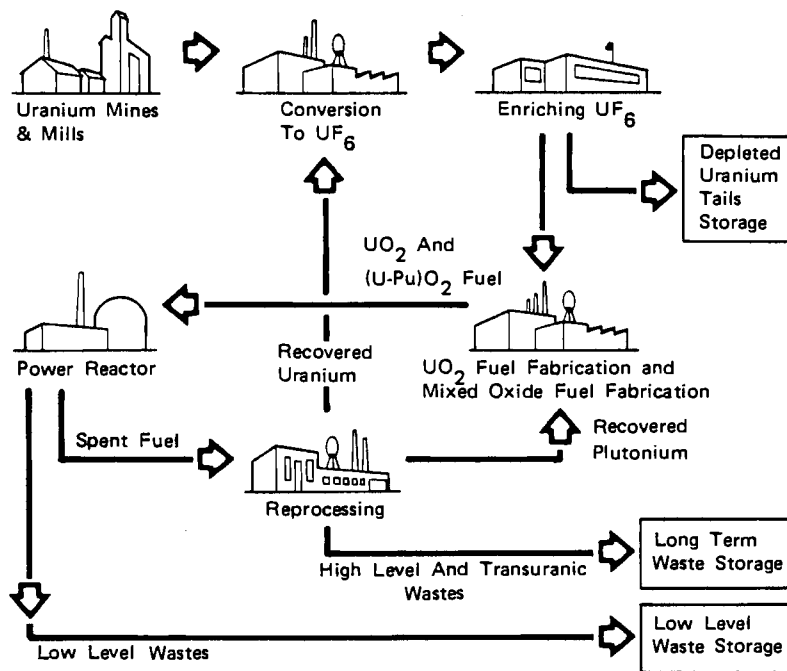 Uranium Mines
& Mills
Conversion
To UF6
Enriching UF6
Depleted
Uranium
Tails
Storage
UO2 And
(U-Pu)O2 Fuel
Power Reactor
Recovered
Uranium
UO2 Fuel Fabrication and
Mixed Oxide Fuel Fabrication
Spent Fuel
Recovered
Plutonium
Reprocessing
High Level And Transuranic
Wastes
Long Term
Waste Storage
Low Level Wastes
Low Level
Waste Storage